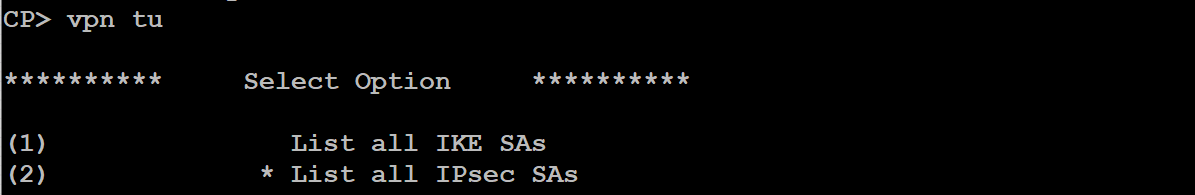 CP> vpn tu
********** Select Option **********
(1) List all IKE SAs
(2) * List all IPsec SAs